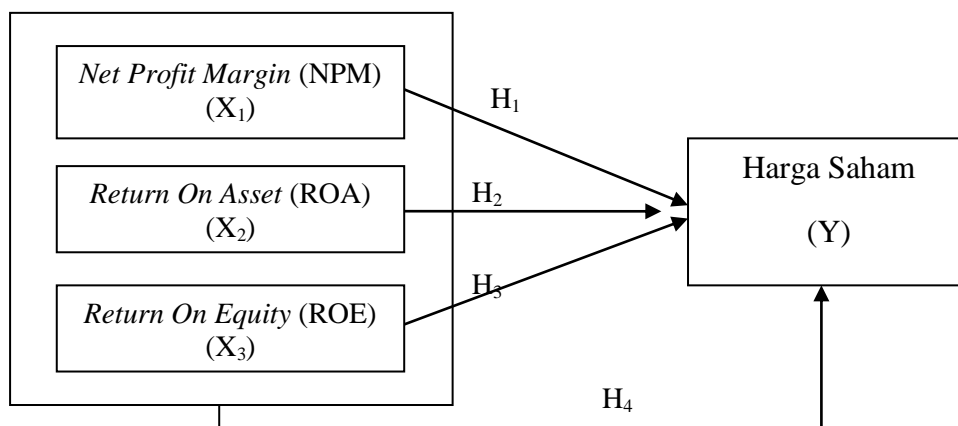 Net Profit Margin (NPM)
(X₁)
H₁
Return On Asset (ROA)
(X₂)
H₂
Harga Saham
(Y)
Return On Equity (ROE)
(X₃)
H₃
H₄